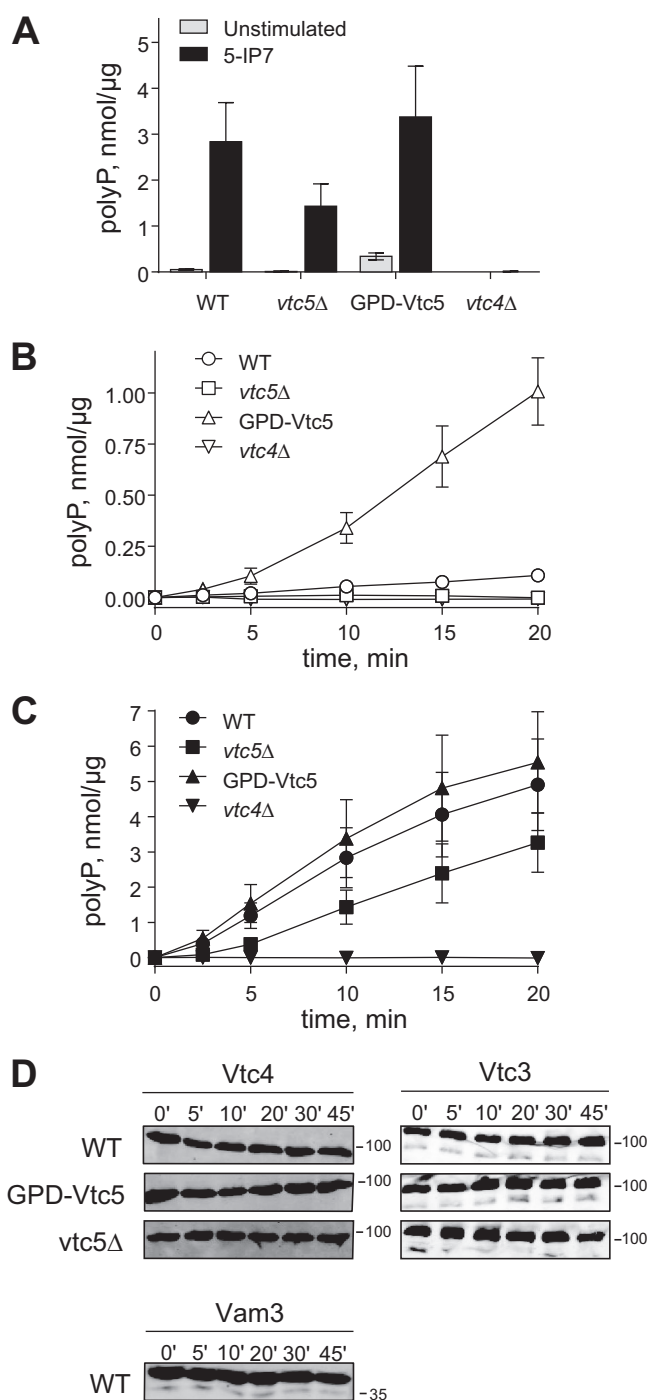 A
Unstimulated
5-IP7
polyP, nmol/µg
5
4
3
2
1
0
WT vtc5Δ GPD-Vtc5 vtc4Δ
B
WT
vtc5Δ
GPD-Vtc5
vtc4Δ
polyP, nmol/µg
1.00
0.75
0.50
0.25
0.00
0 5 10 15 20
time, min
C
WT
vtc5Δ
GPD-Vtc5
vtc4Δ
polyP, nmol/µg
7
6
5
4
3
2
1
0
0 5 10 15 20
time, min
D
Vtc4 Vtc3
0' 5' 10' 20' 30' 45' 0' 5' 10' 20' 30' 45'
WT -100 -100
GPD-Vtc5 -100 -100
vtc5Δ -100 -100
Vam3
0' 5' 10' 20' 30' 45'
WT -35